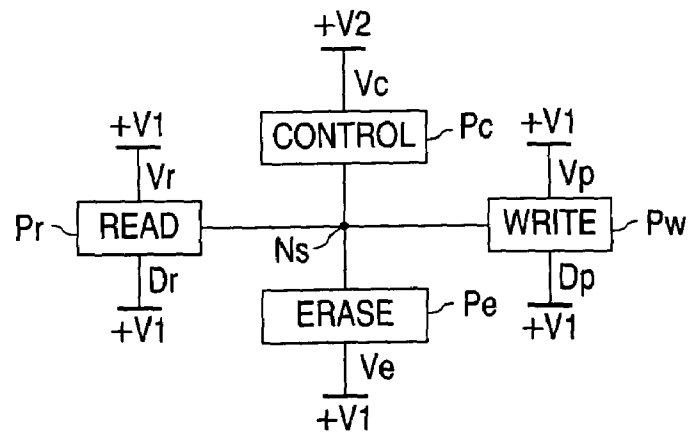 +V2
Vc
CONTROL Pc
+V1 +V1
Vr Vp
Pr READ WRITE Pw
Ns
Dr Dp
ERASE Pe
+V1 +V1
Ve
+V1